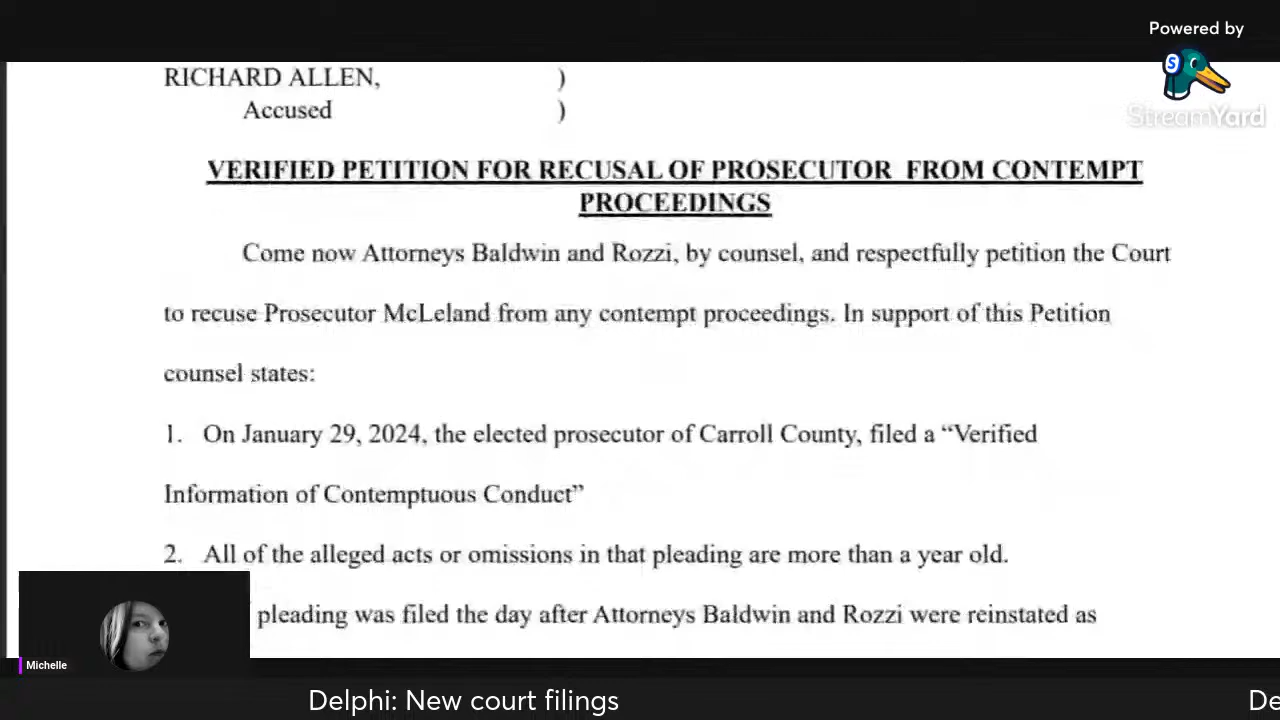 Powered by
StreamYard
RICHARD ALLEN, )
Accused )
VERIFIED PETITION FOR RECUSAL OF PROSECUTOR FROM CONTEMPT
PROCEEDINGS
Come now Attorneys Baldwin and Rozzi, by counsel, and respectfully petition the Court
to recuse Prosecutor McLeland from any contempt proceedings. In support of this Petition
counsel states:
1. On January 29, 2024, the elected prosecutor of Carroll County, filed a “Verified
Information of Contemptuous Conduct”
2. All of the alleged acts or omissions in that pleading are more than a year old.
pleading was filed the day after Attorneys Baldwin and Rozzi were reinstated as
Michelle
Delphi: New court filings
De